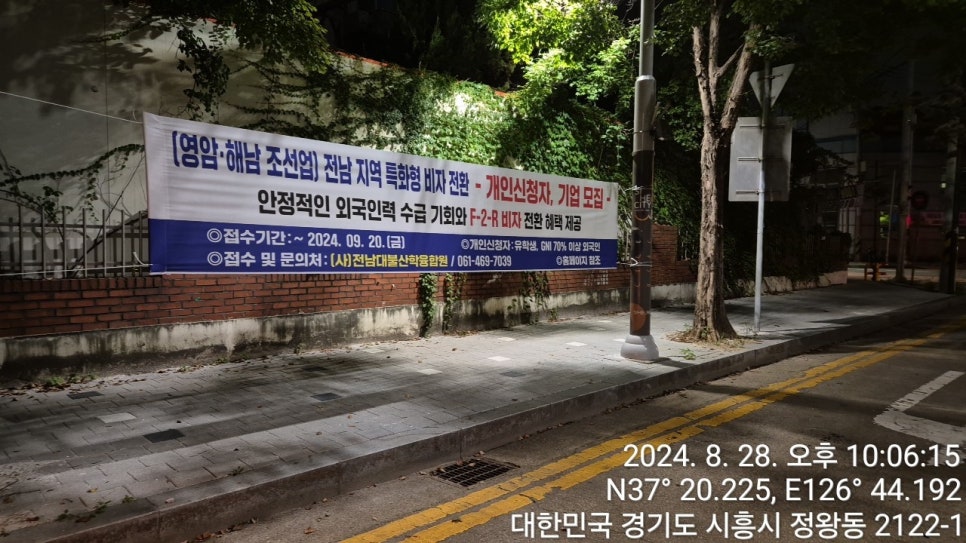 (영암·해남 조선업) 전남 지역 특화형 비자 전환 - 개인신청자, 기업 모집 -
안정적인 외국인력 수급 기회와 F-2-R 비자 전환 혜택 제공
◎접수기간 : ~ 2024. 09. 20.(금) ◎개인신청자 : 유학생, GNI 70% 이상 외국인
◎접수 및 문의처 : (사)전남대불산학융합원 / 061-469-7039 ◎홈페이지 참조
2024. 8. 28. 오후 10:06:15
N37° 20.225, E126° 44.192
대한민국 경기도 시흥시 정왕동 2122-1